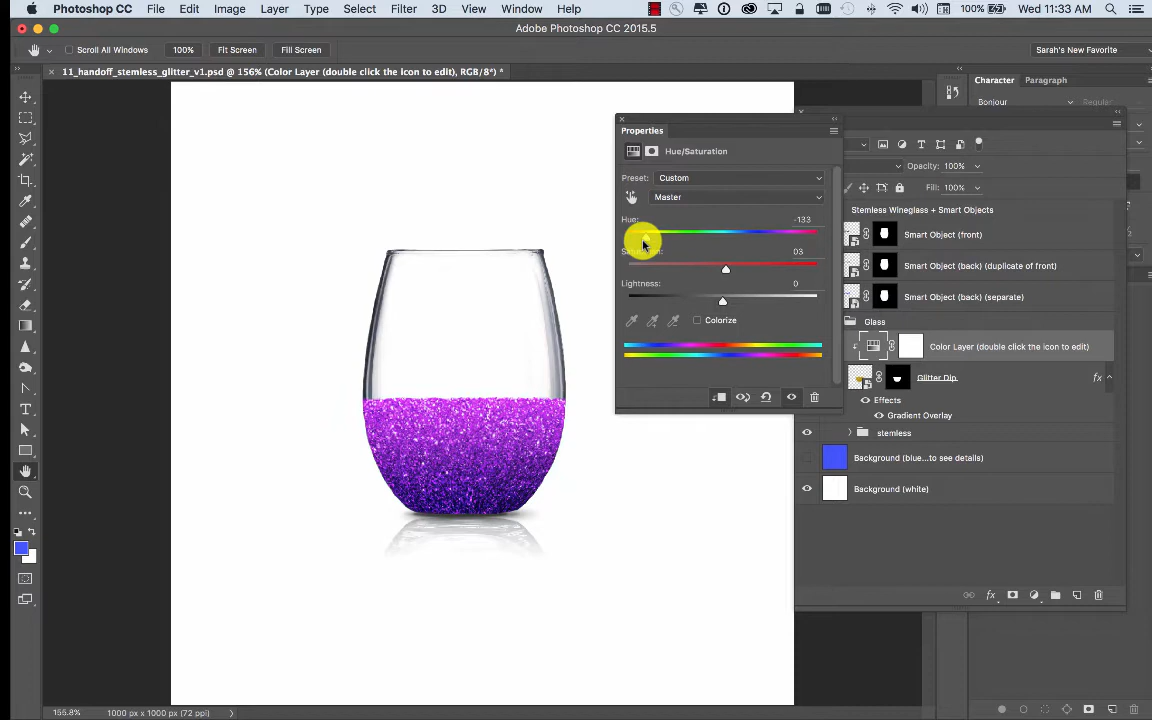 Photoshop CC File Edit Image Layer Type Select Filter 3D View Window Help 100% Wed 11:33 AM
Adobe Photoshop CC 2015.5
Scroll All Windows 100% Fit Screen Fill Screen Sarah's New Favorite
11_handoff_stemless_glitter_v1.psd @ 156% (Color Layer (double click the icon to edit), RGB/8*) *
Character Paragraph
Bonjour Regular
Properties
Hue/Saturation
Opacity: 100%
Preset: Custom
Fill: 100%
Master
Stemless Wineglass + Smart Objects
Hue: -133
Smart Object (front)
Saturation: 03
Smart Object (back) (duplicate of front)
Lightness: 0
Smart Object (back) (separate)
Colorize
Glass
Color Layer (double click the icon to edit)
Glitter Dip fx
Effects
Gradient Overlay
stemless
Background (blue...to see details)
Background (white)
fx
155.8% 1000 px x 1000 px (72 ppi)